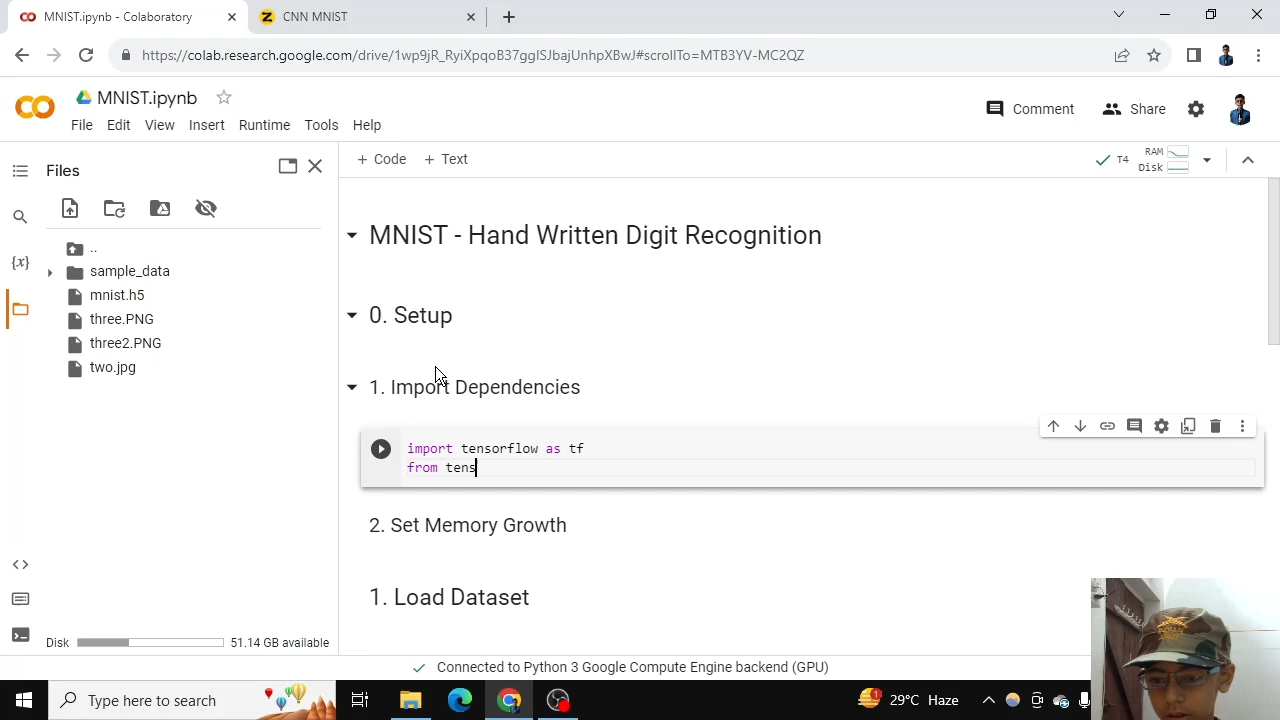 MNIST.ipynb - Colaboratory
CNN MNIST
https://colab.research.google.com/drive/1wp9jR_RyiXpqoB37ggISJbajUnhpXBwJ#scrollTo=MTB3YV-MC2QZ
MNIST.ipynb
File Edit View Insert Runtime Tools Help
Comment
Share
Files
+ Code + Text
T4
RAM
Disk
..
sample_data
mnist.h5
three.PNG
three2.PNG
two.jpg
MNIST - Hand Written Digit Recognition
0. Setup
1. Import Dependencies
import tensorflow as tf
from tens
2. Set Memory Growth
1. Load Dataset
Disk
51.14 GB available
Connected to Python 3 Google Compute Engine backend (GPU)
Type here to search
1
29°C Haze